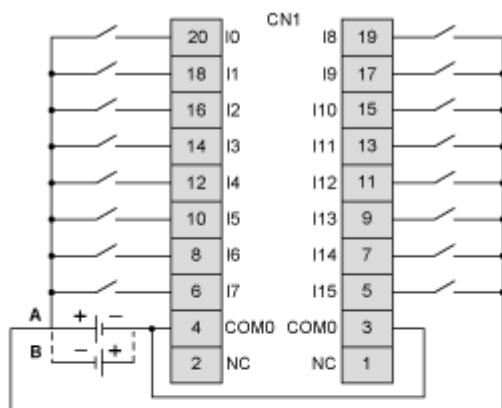 CN1
20 I0 I8 19
18 I1 I9 17
16 I2 I10 15
14 I3 I11 13
12 I4 I12 11
10 I5 I13 9
8 I6 I14 7
6 I7 I15 5
A + - 4 COM0 COM0 3
B - + 2 NC NC 1